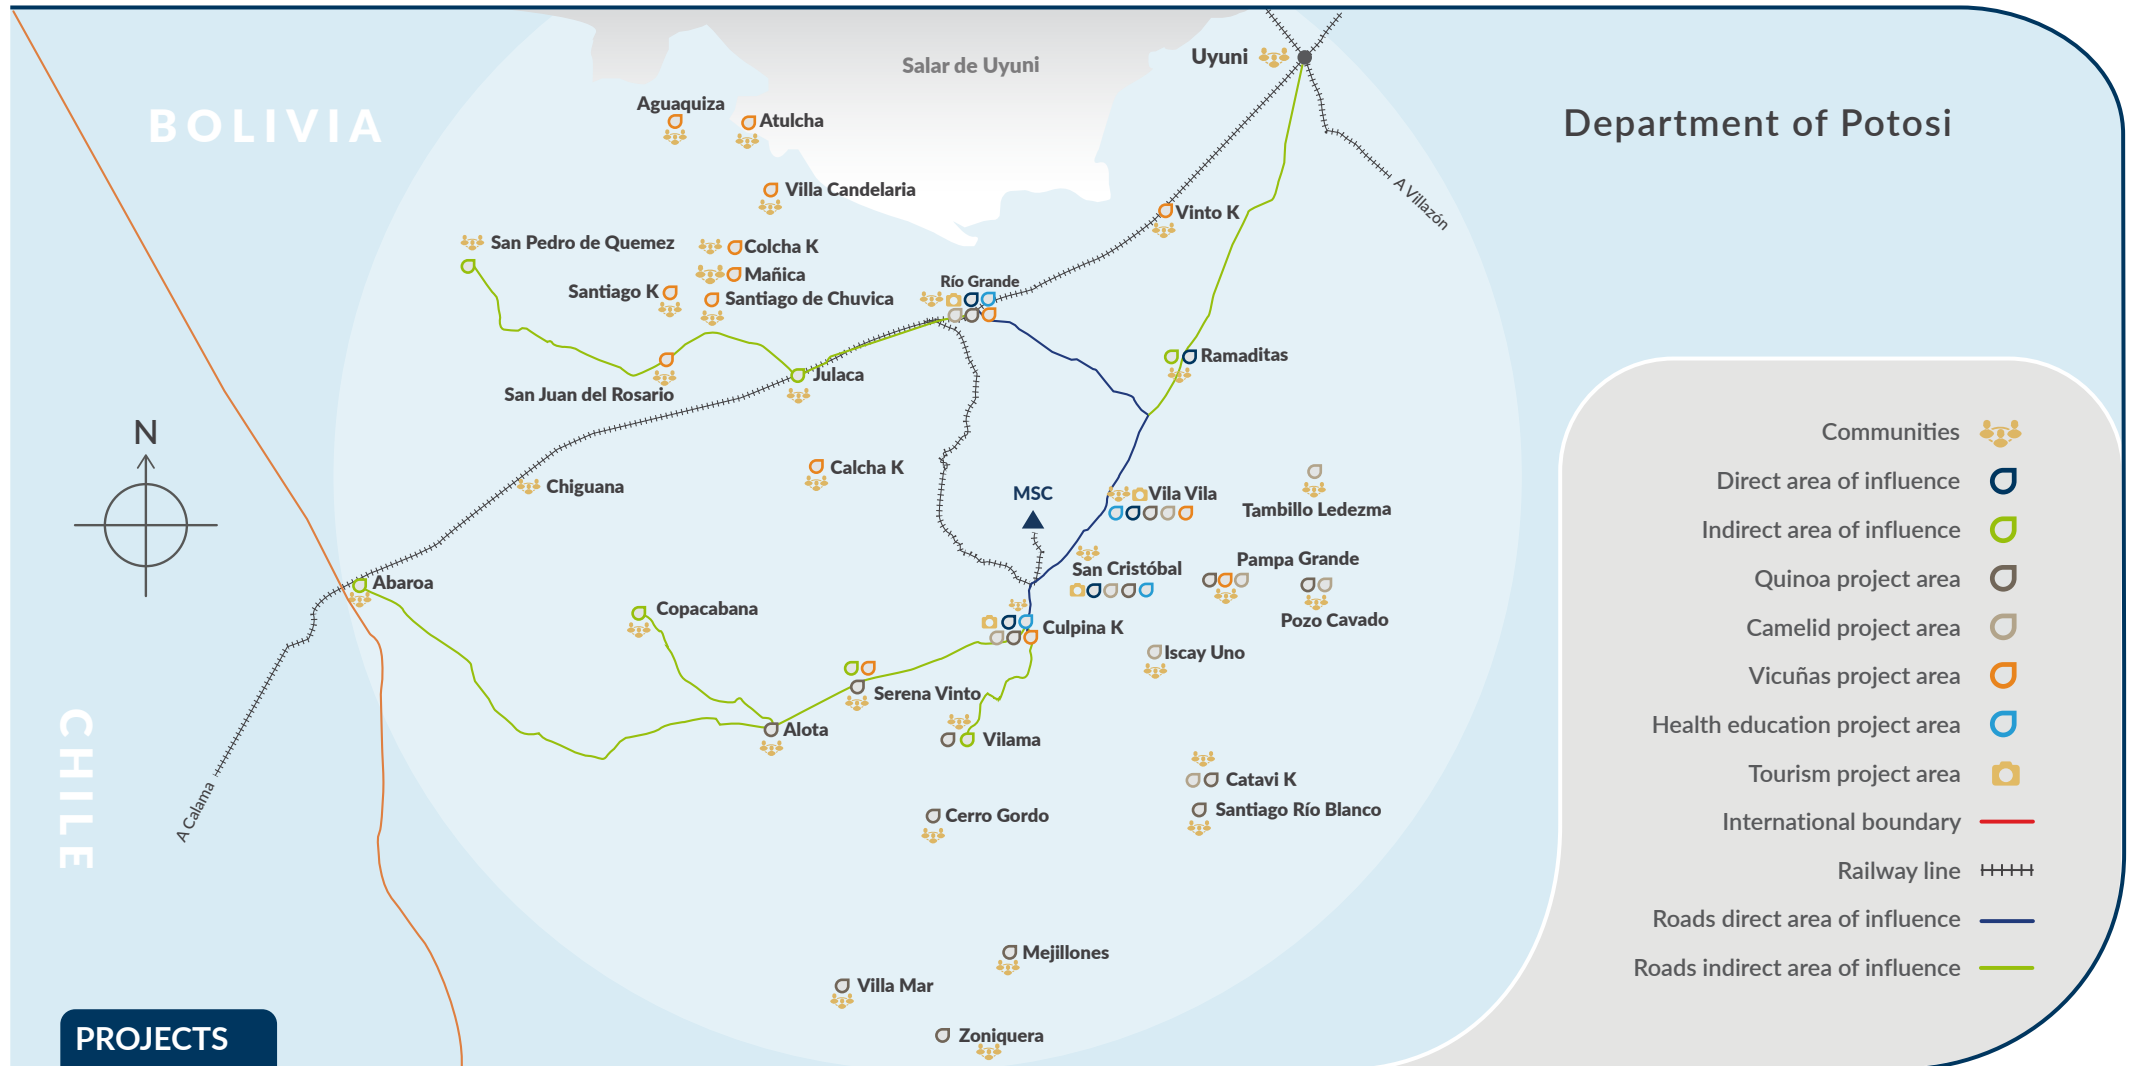 Salar de Uyuni
Uyuni
BOLIVIA
Department of Potosi
Aguaquiza
Atulcha
Villa Candelaria
A Villazón
Vinto K
San Pedro de Quemez
Colcha K
Mañica
Santiago K
Santiago de Chuvica
Río Grande
Ramaditas
Julaca
San Juan del Rosario
N
Calcha K
Chiguana
MSC
Vila Vila
Tambillo Ledezma
Pampa Grande
San Cristóbal
Abaroa
Copacabana
Culpina K
Pozo Cavado
Iscay Uno
Serena Vinto
Alota
Vilama
CHILE
A Calama
Catavi K
Santiago Río Blanco
Cerro Gordo
Mejillones
Villa Mar
Zoniquera
PROJECTS
Communities
Direct area of influence
Indirect area of influence
Quinoa project area
Camelid project area
Vicuñas project area
Health education project area
Tourism project area
International boundary
Railway line
Roads direct area of influence
Roads indirect area of influence